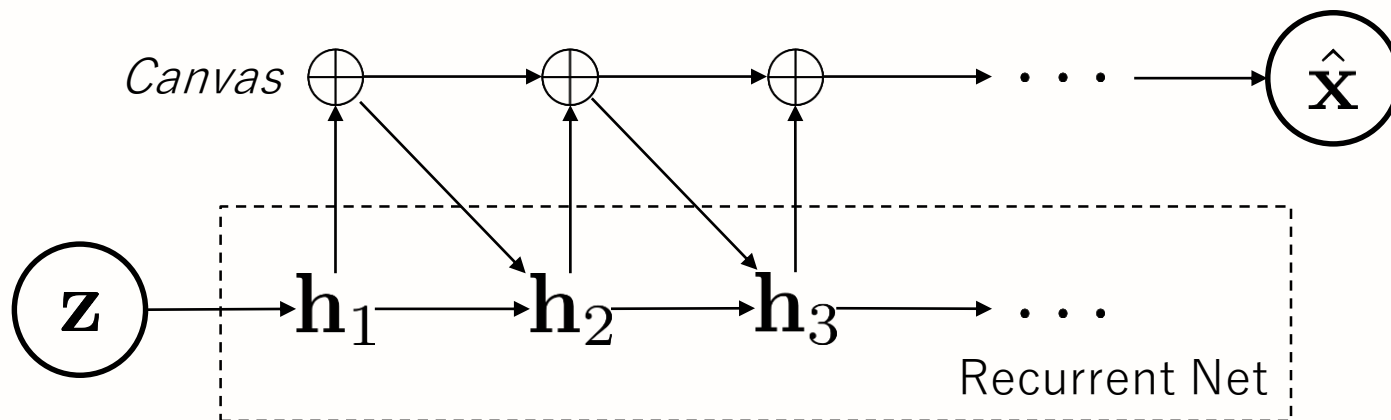 Canvas
· · ·
x̂
z
h₁
h₂
h₃
· · ·
Recurrent Net